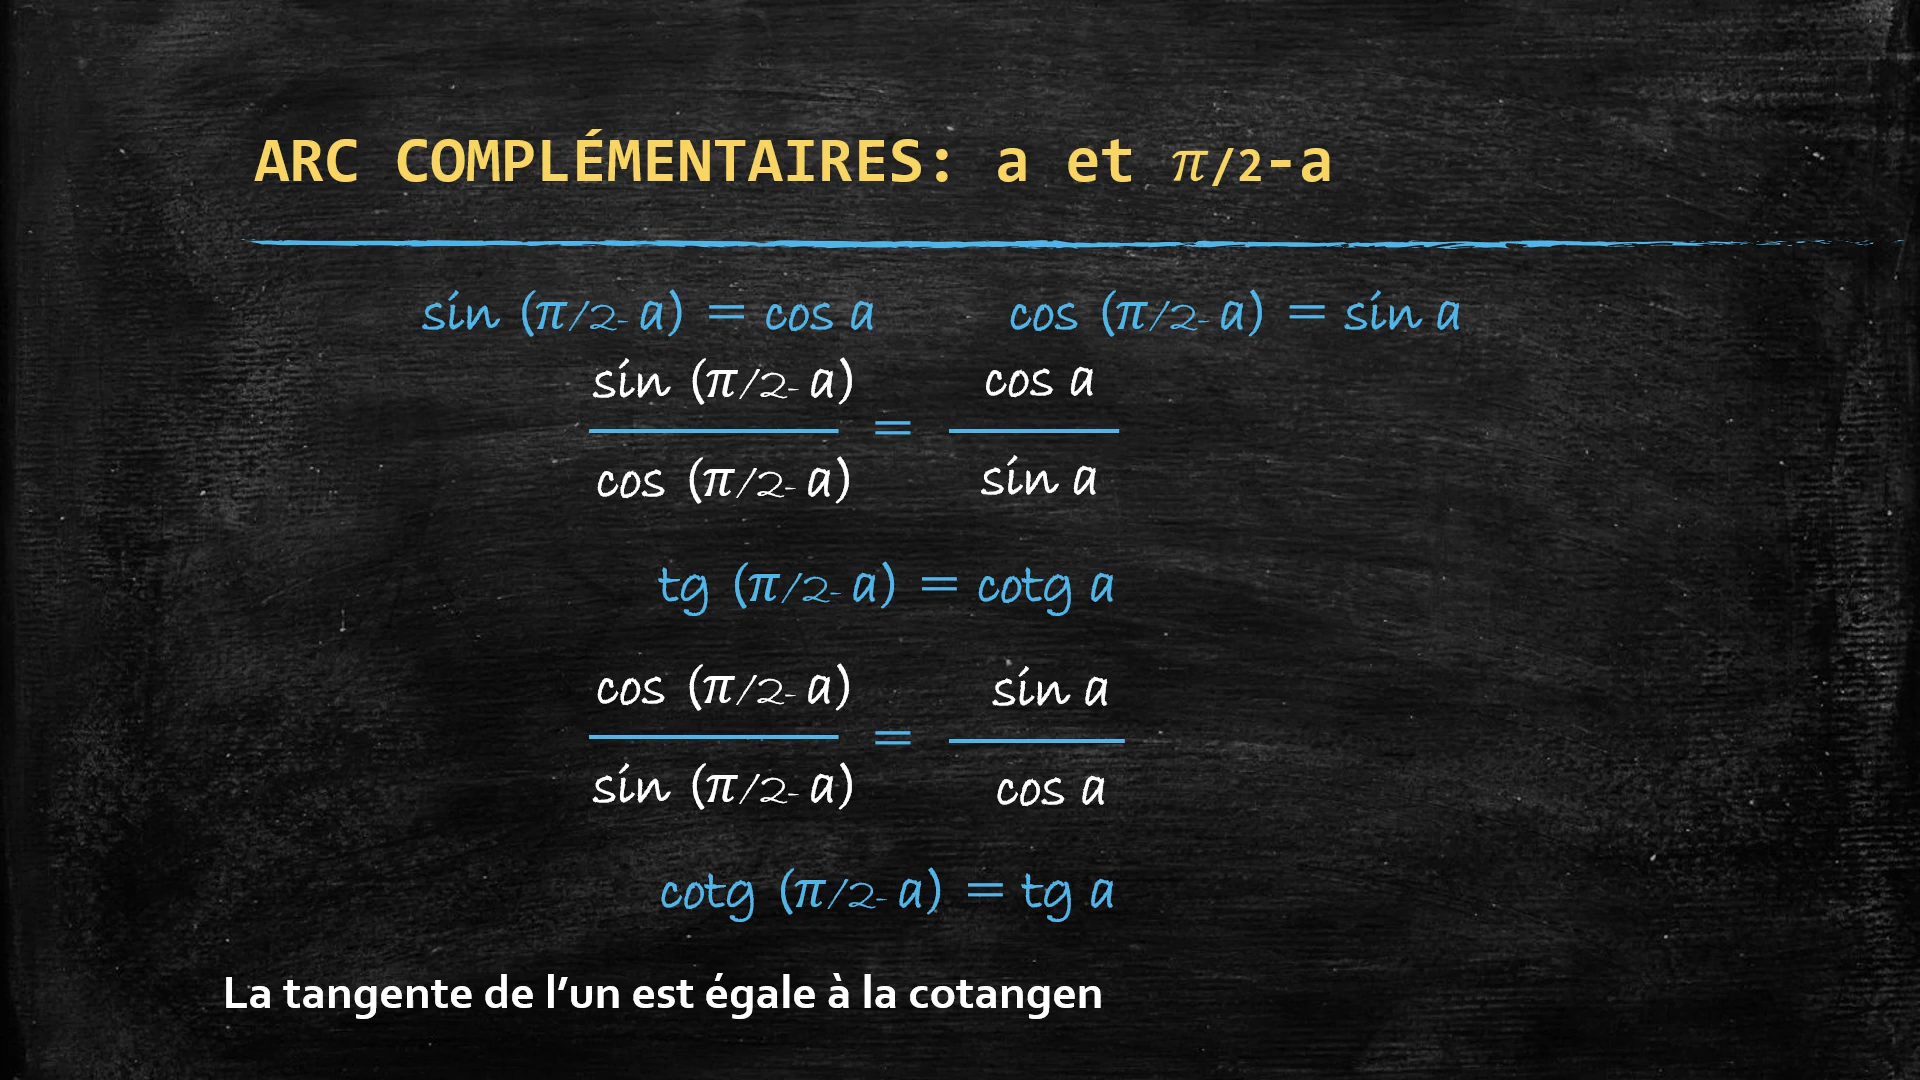 ARC COMPLÉMENTAIRES: a et π/2-a
sin (π/2- a) = cos a cos (π/2- a) = sin a
sin (π/2- a) cos a
=
cos (π/2- a) sin a
tg (π/2- a) = cotg a
cos (π/2- a) sin a
=
sin (π/2- a) cos a
cotg (π/2- a) = tg a
La tangente de l’un est égale à la cotangen